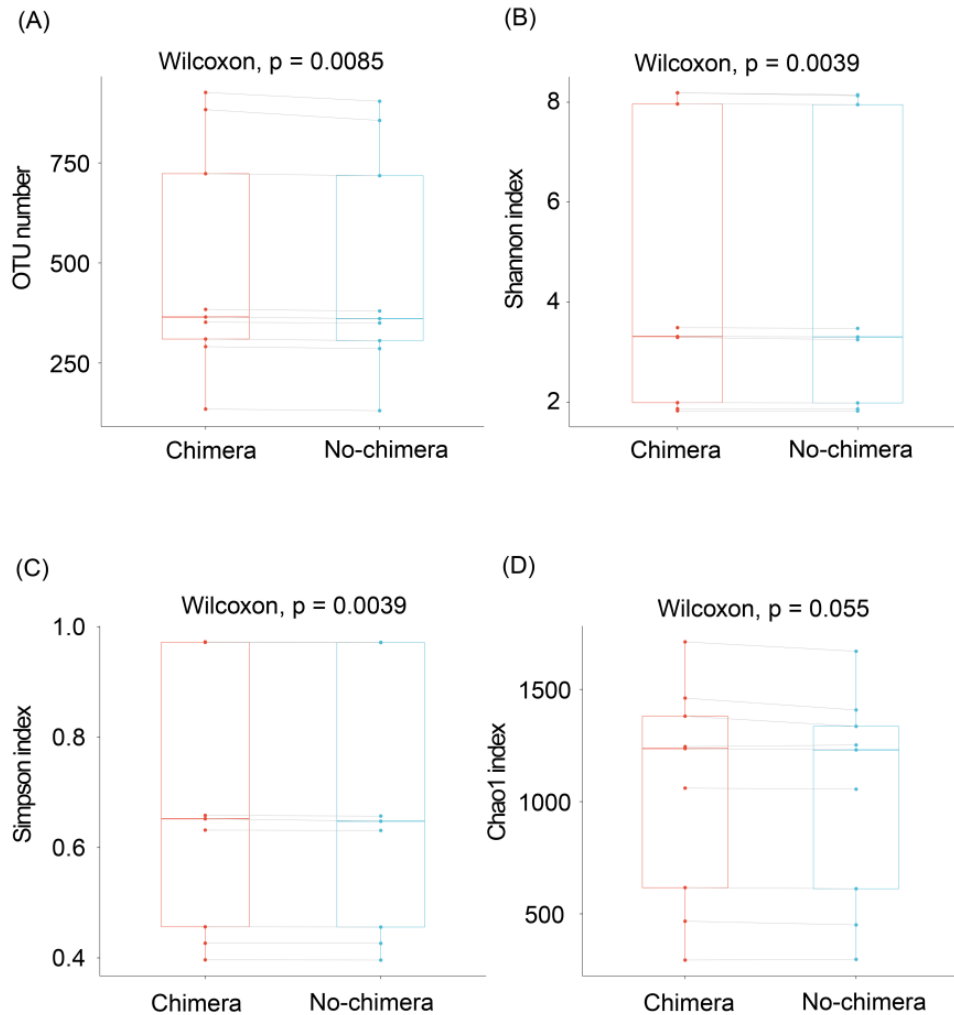 (A)
Wilcoxon, p = 0.0085
OTU number
750
500
250
Chimera
No-chimera
(B)
Wilcoxon, p = 0.0039
Shannon index
8
6
4
2
Chimera
No-chimera
(C)
Wilcoxon, p = 0.0039
Simpson index
1.0
0.8
0.6
0.4
Chimera
No-chimera
(D)
Wilcoxon, p = 0.055
Chao1 index
1500
1000
500
Chimera
No-chimera